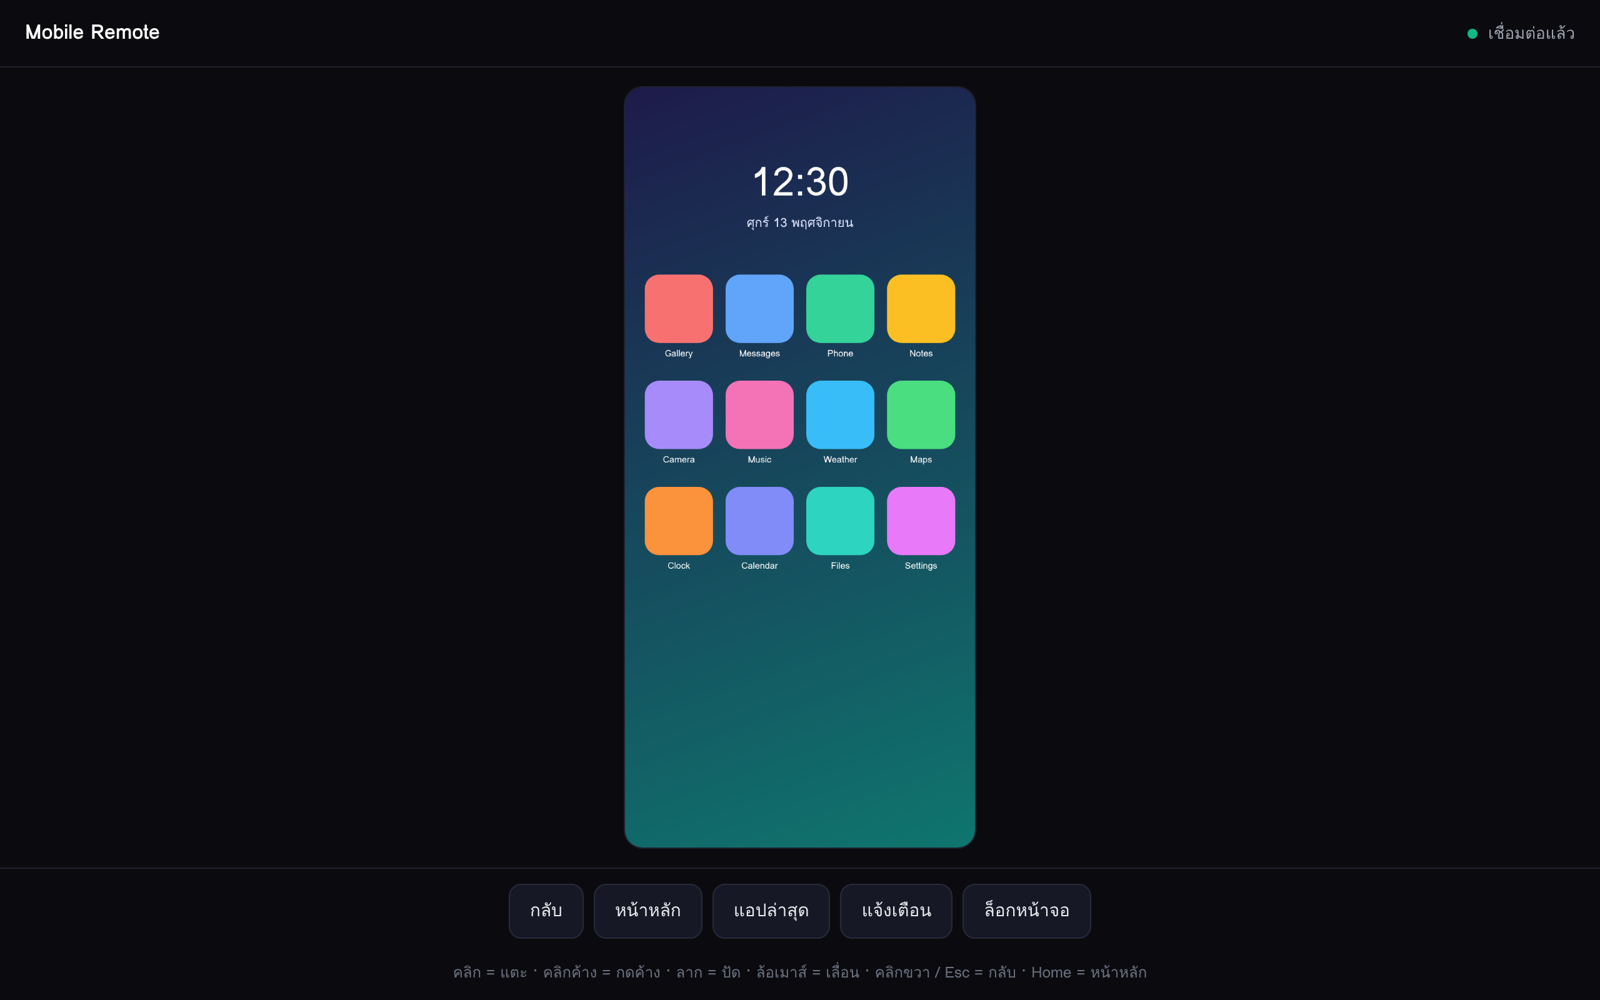 Mobile Remote
เชื่อมต่อแล้ว
12:30
ศุกร์ 13 พฤศจิกายน
Gallery Messages Phone Notes
Camera Music Weather Maps
Clock Calendar Files Settings
กลับ หน้าหลัก แอปล่าสุด แจ้งเตือน ล็อกหน้าจอ
คลิก = แตะ · คลิกค้าง = กดค้าง · ลาก = ปัด · ล้อเมาส์ = เลื่อน · คลิกขวา / Esc = กลับ · Home = หน้าหลัก